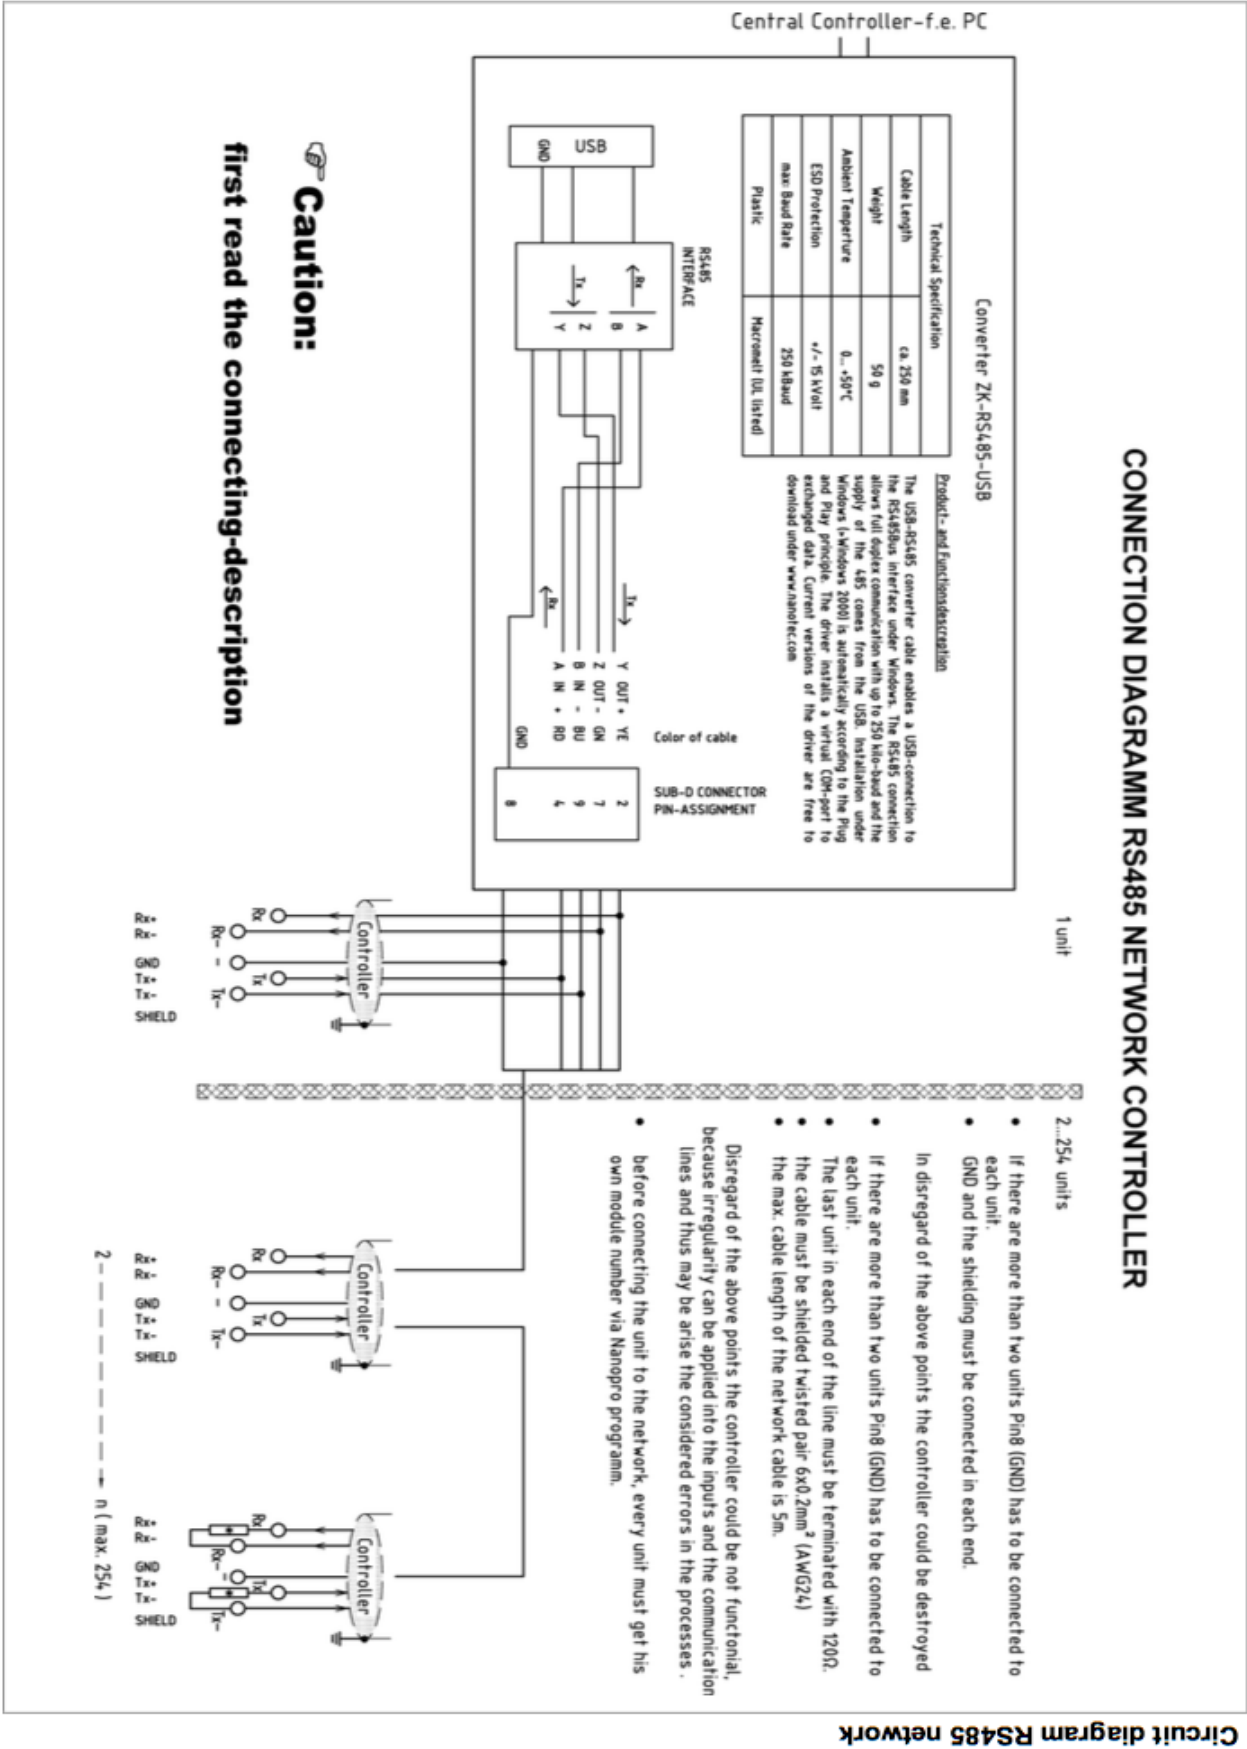 Circuit diagram RS485 network
CONNECTION DIAGRAMM RS485 NETWORK CONTROLLER
Central Controller-f.e. PC
Converter ZK-RS485-USB
Technical Specification
Cable Length ca. 250 mm
Weight 50 g
Ambient Temperture 0... +50°C
ESD Protection +/- 15 kVolt
max: Baud Rate 250 kBaud
Plastic Macromelt (UL listed)
Product- and Functionsdescreption
The USB-RS485 converter cable enables a USB-connection to
the RS485Bus interface under Windows. The RS485 connection
allows full duplex communication with up to 250 kilo-baud and the
supply of the 485 comes from the USB. Installation under
Windows (>Windows 2000) is automatically according to the Plug
and Play principle. The driver installs a virtual COM-port to
exchanged data. Current versions of the driver are free to
download under www.nanotec.com
USB
GND
RS485
INTERFACE
Rx
Tx
A
B
Z
Y
Tx
Rx
Color of cable
Y OUT + YE
Z OUT - GN
B IN - BU
A IN + RD
GND
SUB-D CONNECTOR
PIN-ASSIGNMENT
2
7
9
4
8
1 unit
2...254 units
If there are more than two units Pin8 (GND) has to be connected to
each unit.
GND and the shielding must be connected in each end.
In disregard of the above points the controller could be destroyed
If there are more than two units Pin8 (GND) has to be connected to
each unit.
The last unit in each end of the line must be terminated with 120Ω.
the cable must be shielded twisted pair 6x0.2mm² (AWG24)
the max. cable length of the network cable is 5m.
Disregard of the above points the controller could be not functonial,
because irregularity can be applied into the inputs and the communication
lines and thus may be arise the considered errors in the processes .
before connecting the unit to the network, every unit must get his
own module number via Nanopro programm.
Caution:
first read the connecting-description
Controller
Rx
Rx-
-
Tx
Tx-
Rx+
Rx-
GND
Tx+
Tx-
SHIELD
Controller
Rx
Rx-
-
Tx
Tx-
Rx+
Rx-
GND
Tx+
Tx-
SHIELD
Controller
Rx
Rx-
-
Tx
Tx-
Rx+
Rx-
GND
Tx+
Tx-
SHIELD
2 n ( max. 254 )